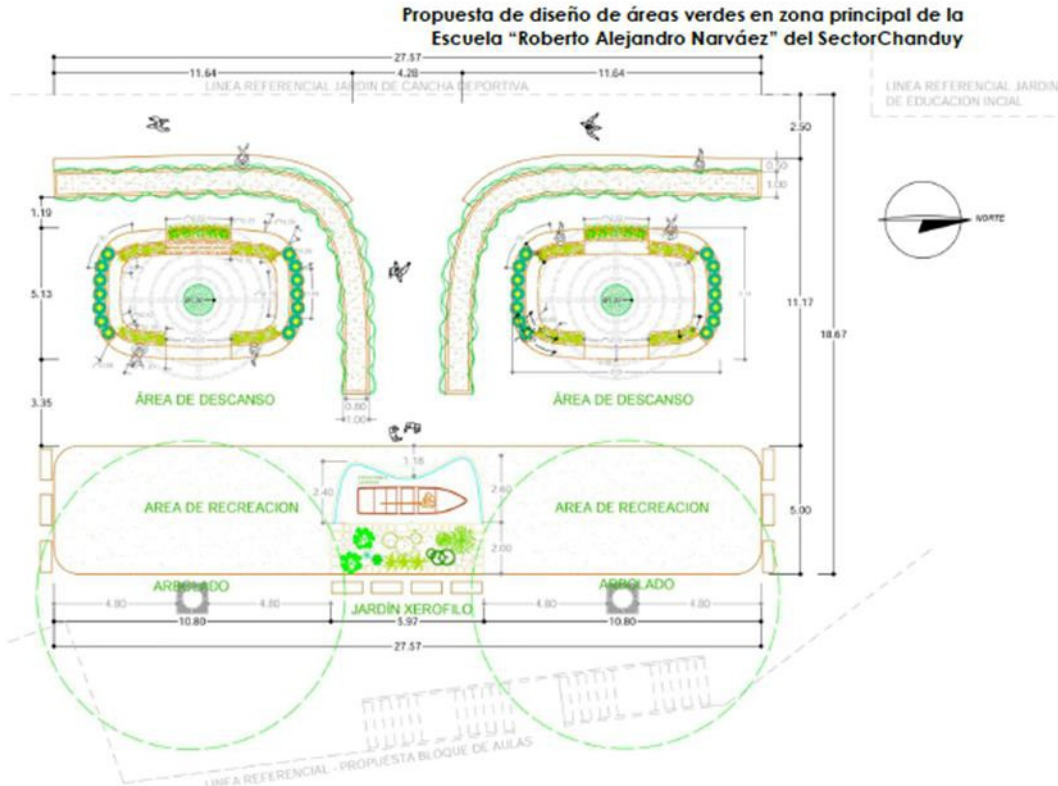 Propuesta de diseño de áreas verdes en zona principal de la
Escuela “Roberto Alejandro Narváez” del SectorChanduy
27.57
11.64
4.28
11.64
LINEA REFERENCIAL JARDIN DE CANCHA DEPORTIVA
LINEA REFERENCIAL JARDIN
DE EDUCACION INCIAL
2.50
0.50
1.00
1.19
NORTE
5.13
11.17
18.67
ÁREA DE DESCANSO
ÁREA DE DESCANSO
3.35
0.80
1.00
1.18
2.40
2.60
AREA DE RECREACION
AREA DE RECREACION
5.00
2.00
ARBOLADO
ARBOLADO
4.80
4.80
JARDÍN XEROFILO
4.80
4.80
10.80
5.97
10.80
27.57
LINEA REFERENCIAL - PROPUESTA BLOQUE DE AULAS